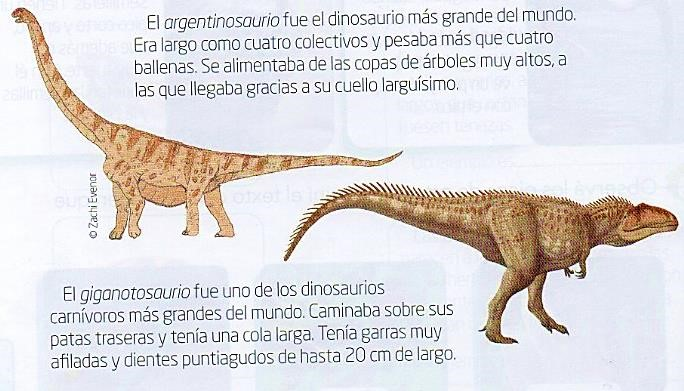 El argentinosaurio fue el dinosaurio más grande del mundo.
Era largo como cuatro colectivos y pesaba más que cuatro
ballenas. Se alimentaba de las copas de árboles muy altos, a
las que llegaba gracias a su cuello larguísimo.
© Zachi Evenor
El giganotosaurio fue uno de los dinosaurios
carnívoros más grandes del mundo. Caminaba sobre sus
patas traseras y tenía una cola larga. Tenía garras muy
afiladas y dientes puntiagudos de hasta 20 cm de largo.